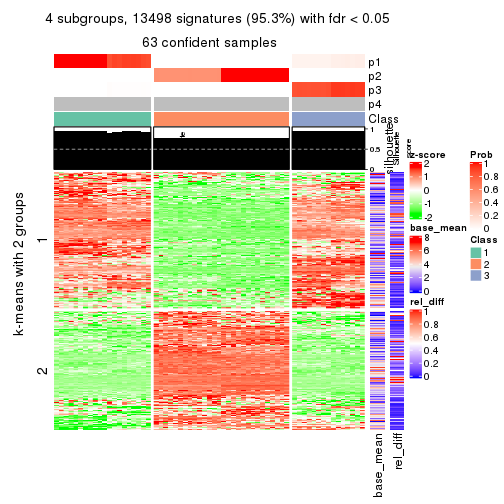 4 subgroups, 13498 signatures (95.3%) with fdr < 0.05
63 confident samples
p1
p2
p3
p4
Class
1
0.5
0
silhouette
Silhouette
score
k-means with 2 groups
1
2
base_mean
rel_diff
z-score
2
1
0
-1
-2
base_mean
8
6
4
2
0
rel_diff
1
0.8
0.6
0.4
0.2
0
Prob
1
0.8
0.6
0.4
0.2
0
Class
1
2
3